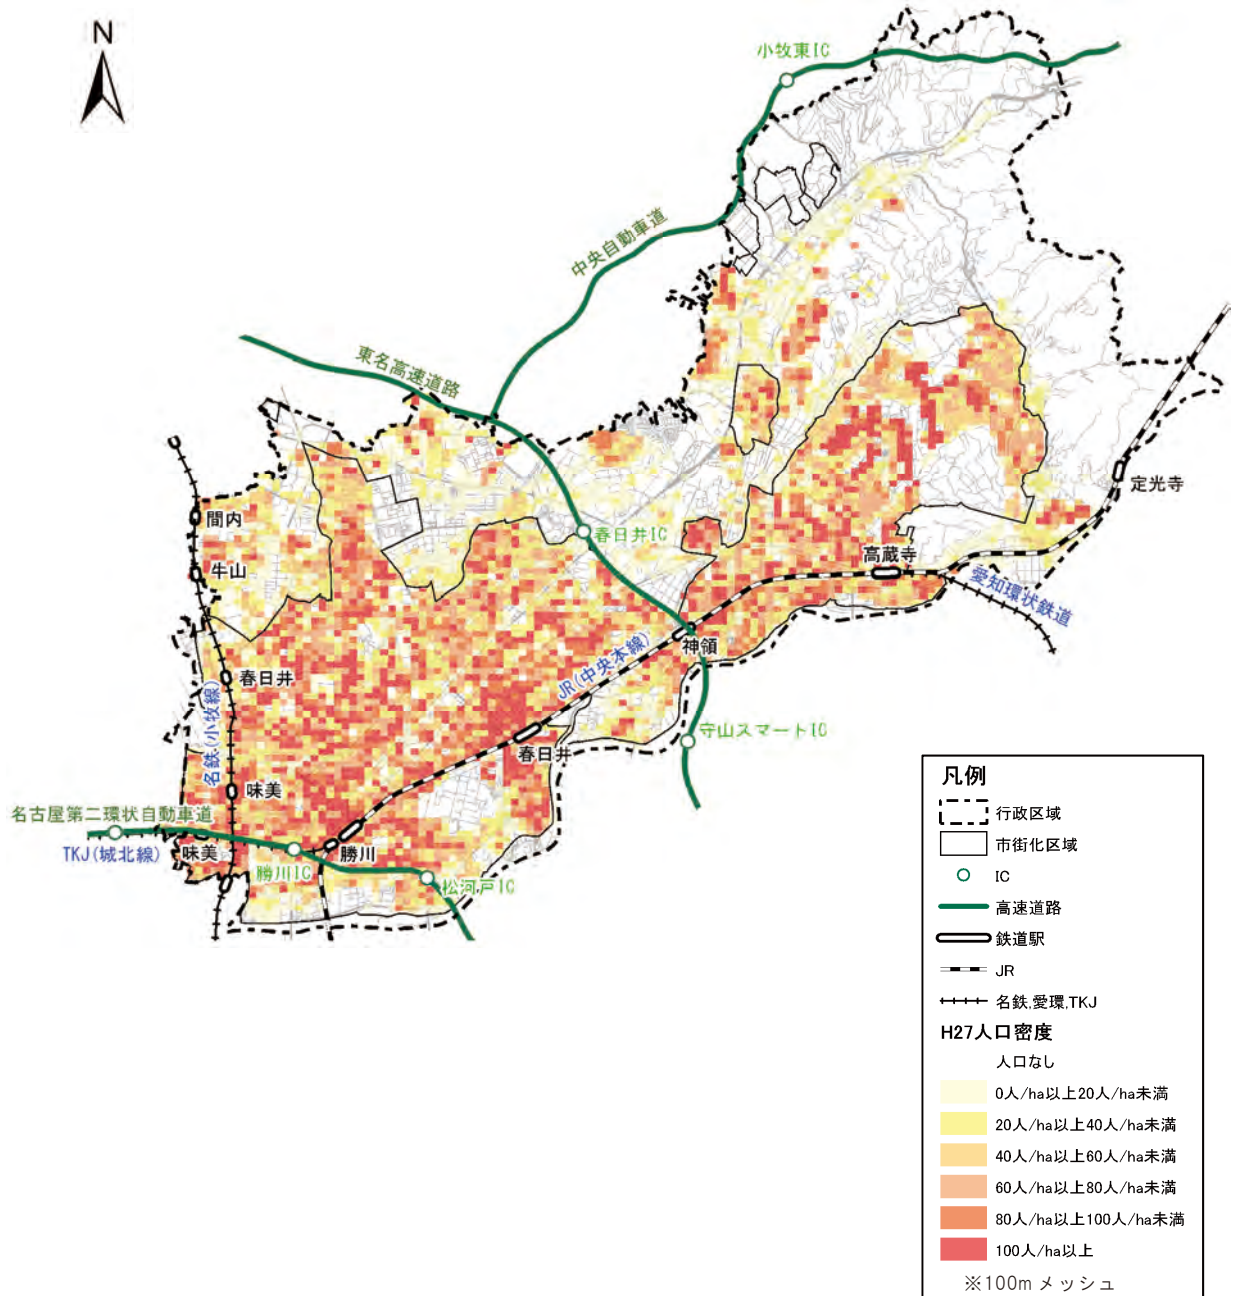 N
小牧東IC
中央自動車道
東名高速道路
間内
牛山
春日井IC
定光寺
高蔵寺
愛知環状鉄道
神領
JR(中央本線)
春日井
名鉄(小牧線)
守山スマートIC
春日井
味美
名古屋第二環状自動車道
TKJ(城北線)
味美
勝川
勝川IC
松河戸IC
凡例
行政区域
市街化区域
IC
高速道路
鉄道駅
JR
名鉄,愛環,TKJ
H27人口密度
人口なし
0人/ha以上20人/ha未満
20人/ha以上40人/ha未満
40人/ha以上60人/ha未満
60人/ha以上80人/ha未満
80人/ha以上100人/ha未満
100人/ha以上
※100m メッシュ